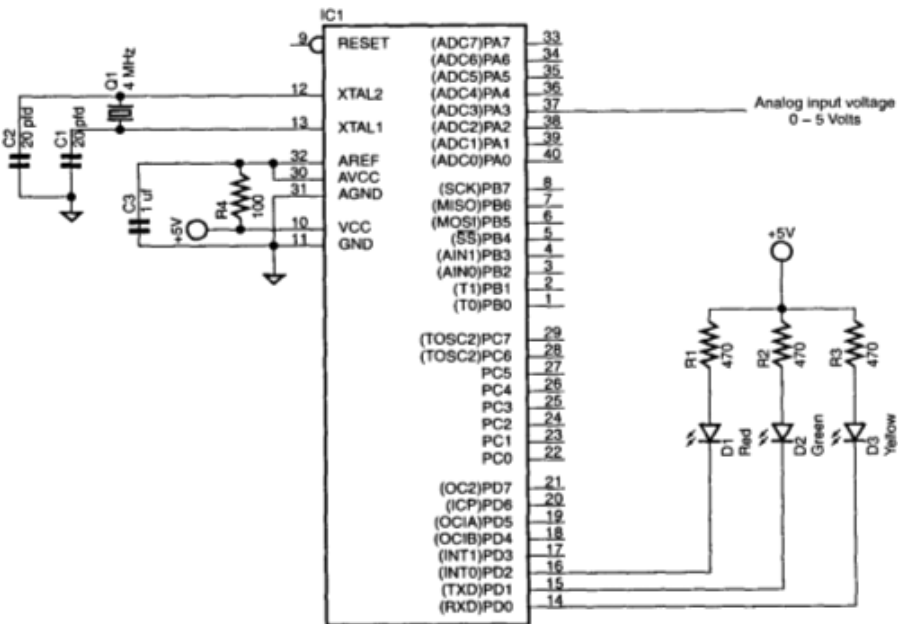 IC1
9 RESET
12 XTAL2
13 XTAL1
32 AREF
30 AVCC
31 AGND
10 VCC
11 GND
Q1
4 MHz
C2
20 pfd
C1
20 pfd
C3
1 uf
R4
100
+5V
(ADC7)PA7 33
(ADC6)PA6 34
(ADC5)PA5 35
(ADC4)PA4 36
(ADC3)PA3 37
(ADC2)PA2 38
(ADC1)PA1 39
(ADC0)PA0 40
(SCK)PB7 8
(MISO)PB6 7
(MOSI)PB5 6
(SS)PB4 5
(AIN1)PB3 4
(AIN0)PB2 3
(T1)PB1 2
(T0)PB0 1
(TOSC2)PC7 29
(TOSC2)PC6 28
PC5 27
PC4 26
PC3 25
PC2 24
PC1 23
PC0 22
(OC2)PD7 21
(ICP)PD6 20
(OCIA)PD5 19
(OCIB)PD4 18
(INT1)PD3 17
(INT0)PD2 16
(TXD)PD1 15
(RXD)PD0 14
Analog input voltage
0 – 5 Volts
+5V
R1
470
R2
470
R3
470
D1
Red
D2
Green
D3
Yellow